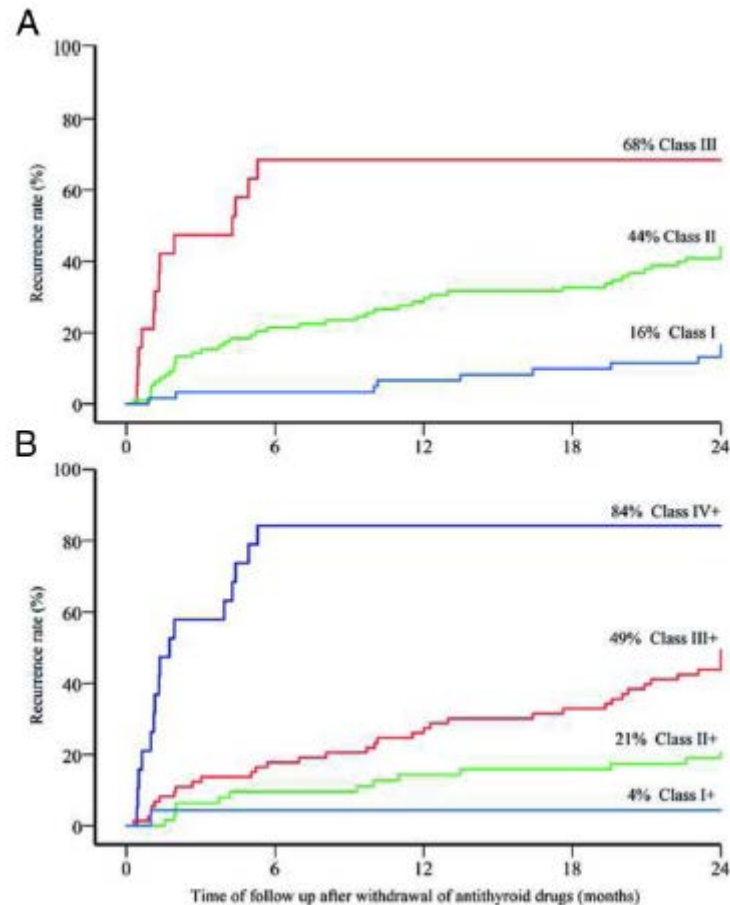 A
100
80
60
40
20
0
Recurrence rate (%)
68% Class III
44% Class II
16% Class I
0 6 12 18 24
B
100
80
60
40
20
0
Recurrence rate (%)
84% Class IV+
49% Class III+
21% Class II+
4% Class I+
0 6 12 18 24
Time of follow up after withdrawal of antithyroid drugs (months)